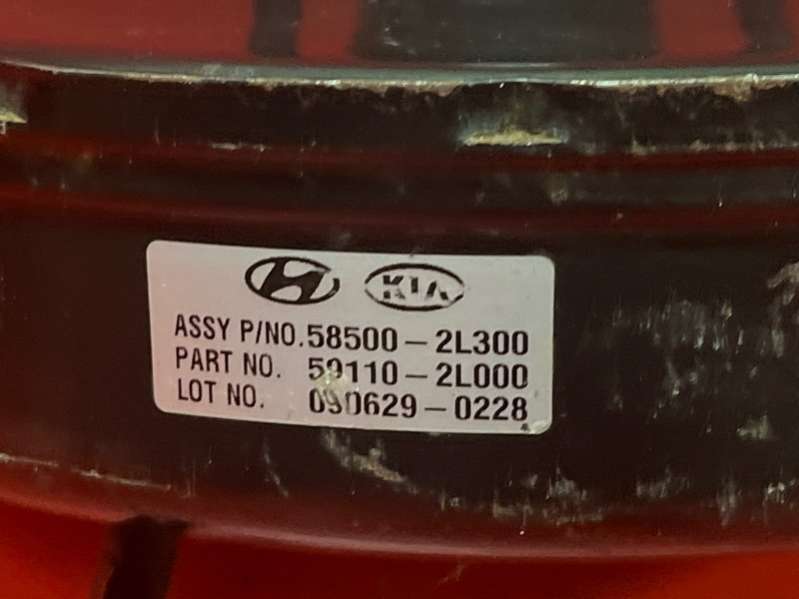 KIA
ASSY P/NO. 58500-2L300
PART NO. 59110-2L000
LOT NO. 090629-0228